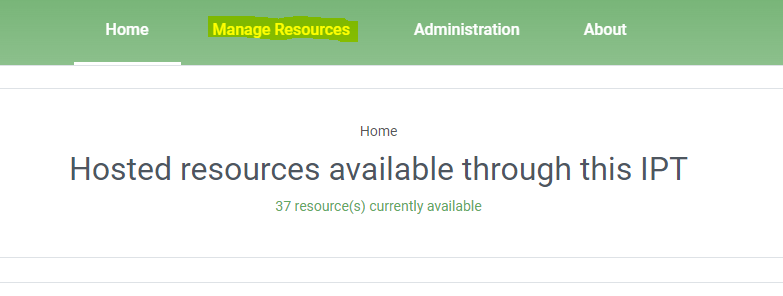 Home Manage Resources Administration About
Home
Hosted resources available through this IPT
37 resource(s) currently available